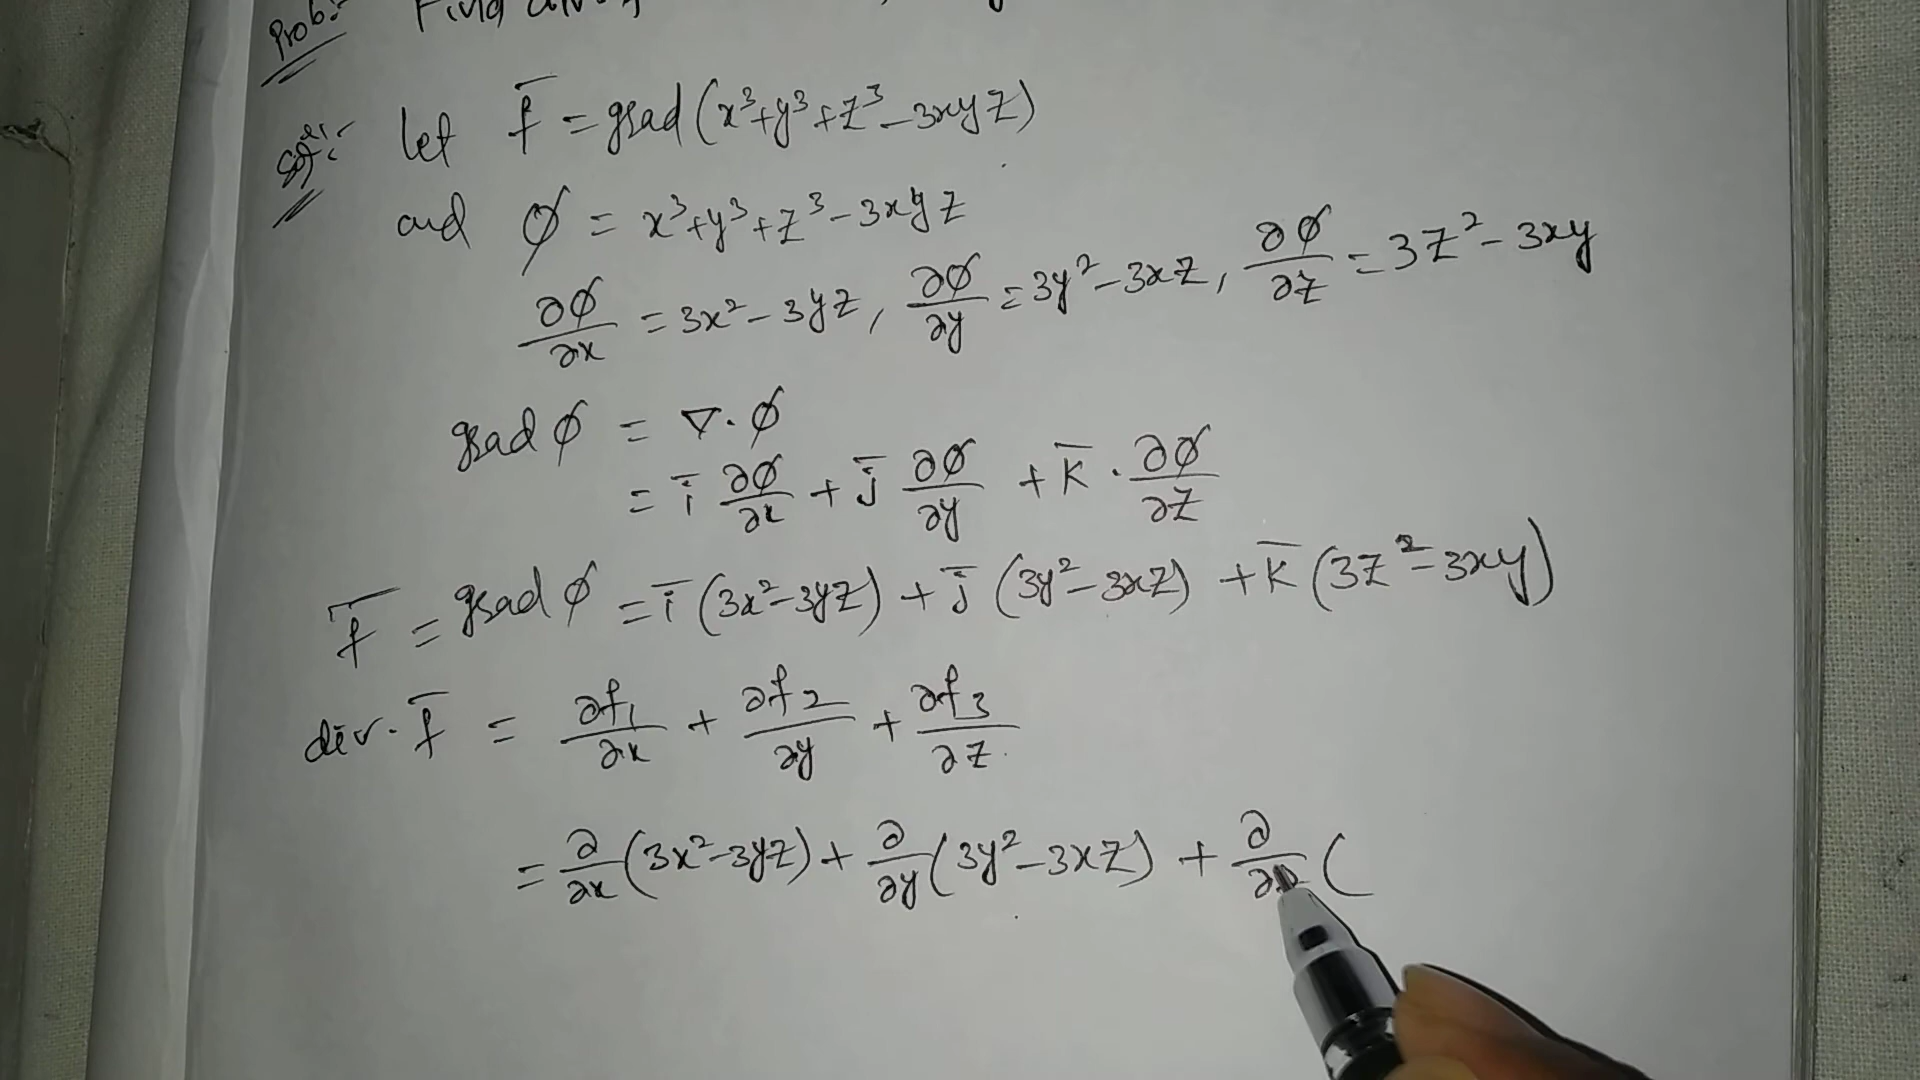 Prob:- Find
Sol:- let f̅ = grad (x³+y³+z³-3xyz)
and ϕ = x³+y³+z³-3xyz
∂ϕ/∂x = 3x²-3yz, ∂ϕ/∂y = 3y²-3xz, ∂ϕ/∂z = 3z²-3xy
grad ϕ = ∇.ϕ
= i̅ ∂ϕ/∂x + j̅ ∂ϕ/∂y + k̅ . ∂ϕ/∂z
f̅ = grad ϕ = i̅ (3x²-3yz) + j̅ (3y²-3xz) + k̅ (3z²-3xy)
div. f̅ = ∂f₁/∂x + ∂f₂/∂y + ∂f₃/∂z.
= ∂/∂x (3x²-3yz) + ∂/∂y (3y²-3xz) + ∂/∂ (